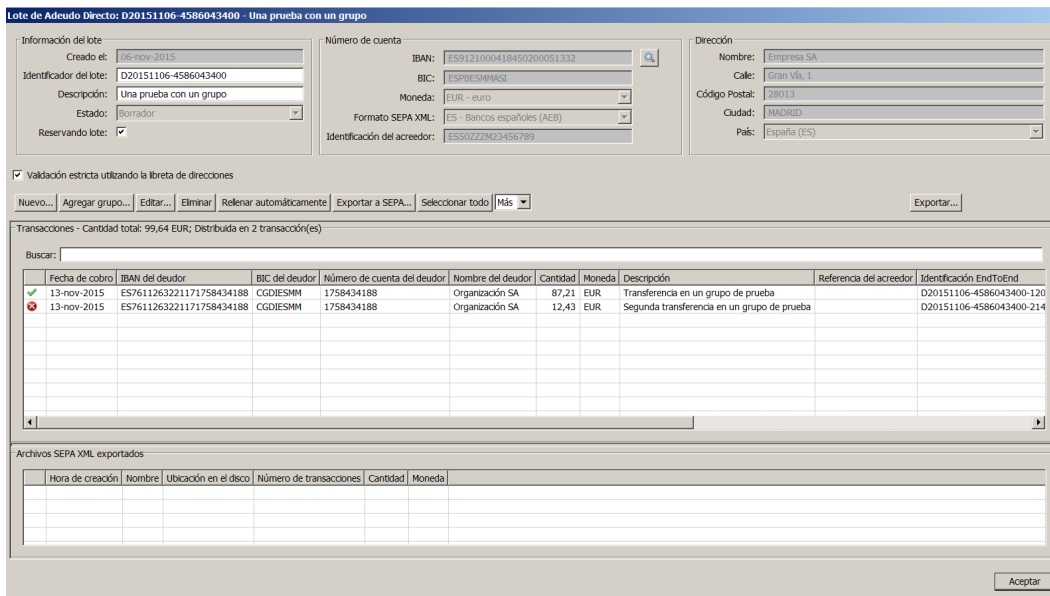 Lote de Adeudo Directo: D20151106-4586043400 - Una prueba con un grupo
Información del lote
Creado el: 06-nov-2015
Identificador del lote: D20151106-4586043400
Descripción: Una prueba con un grupo
Estado: Borrador
Reservando lote:
Número de cuenta
IBAN: ES9121000418450200051332
BIC: ESPBESMMASI
Moneda: EUR - euro
Formato SEPA XML: ES - Bancos españoles (AEB)
Identificación del acreedor: ES50ZZZM23456789
Dirección
Nombre: Empresa SA
Calle: Gran Vía, 1
Código Postal: 28013
Ciudad: MADRID
País: España (ES)
Validación estricta utilizando la libreta de direcciones
Nuevo... Agregar grupo... Editar... Eliminar Rellenar automáticamente Exportar a SEPA... Seleccionar todo Más Exportar...
Transacciones - Cantidad total: 99,64 EUR; Distribuida en 2 transacción(es)
Buscar:
Fecha de cobro IBAN del deudor BIC del deudor Número de cuenta del deudor Nombre del deudor Cantidad Moneda Descripción Referencia del acreedor Identificación EndToEnd
13-nov-2015 ES7611263221171758434188 CGDIESMM 1758434188 Organización SA 87,21 EUR Transferencia en un grupo de prueba D20151106-4586043400-120
13-nov-2015 ES7611263221171758434188 CGDIESMM 1758434188 Organización SA 12,43 EUR Segunda transferencia en un grupo de prueba D20151106-4586043400-214
Archivos SEPA XML exportados
Hora de creación Nombre Ubicación en el disco Número de transacciones Cantidad Moneda
Aceptar